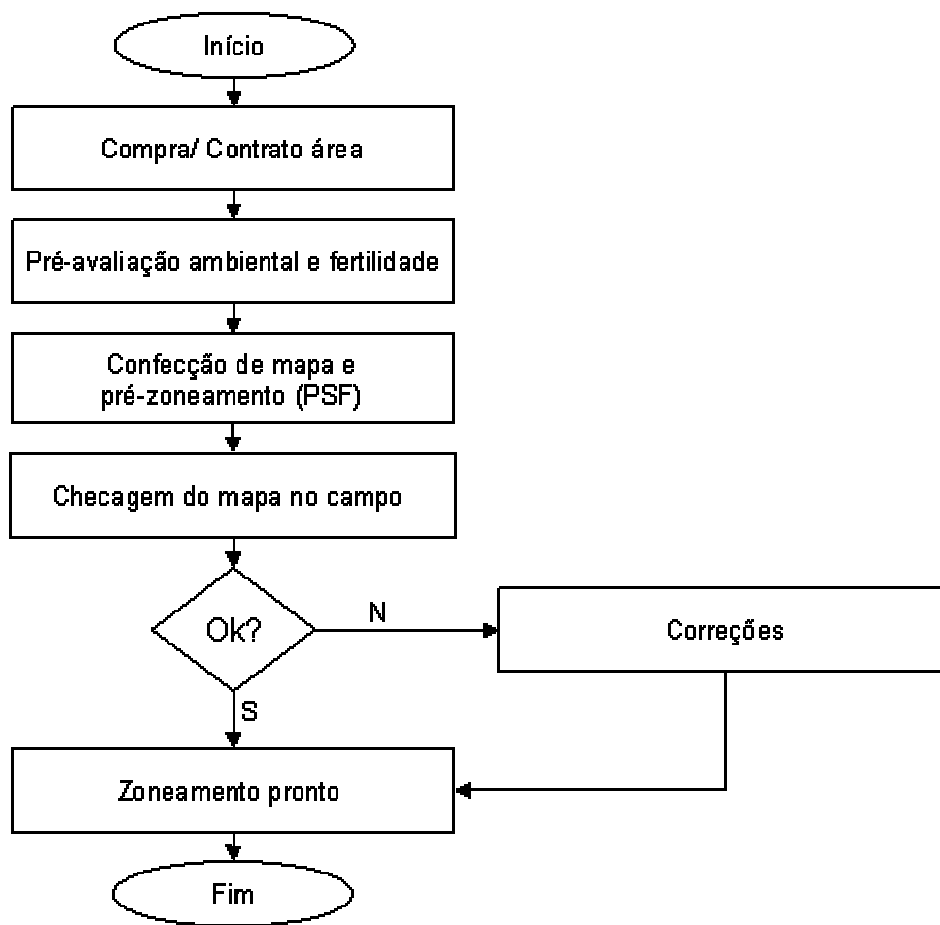 Início
Compra/ Contrato área
Pré-avaliação ambiental e fertilidade
Confecção de mapa e
pré-zoneamento (PSF)
Checagem do mapa no campo
Ok?
N
Correções
S
Zoneamento pronto
Fim